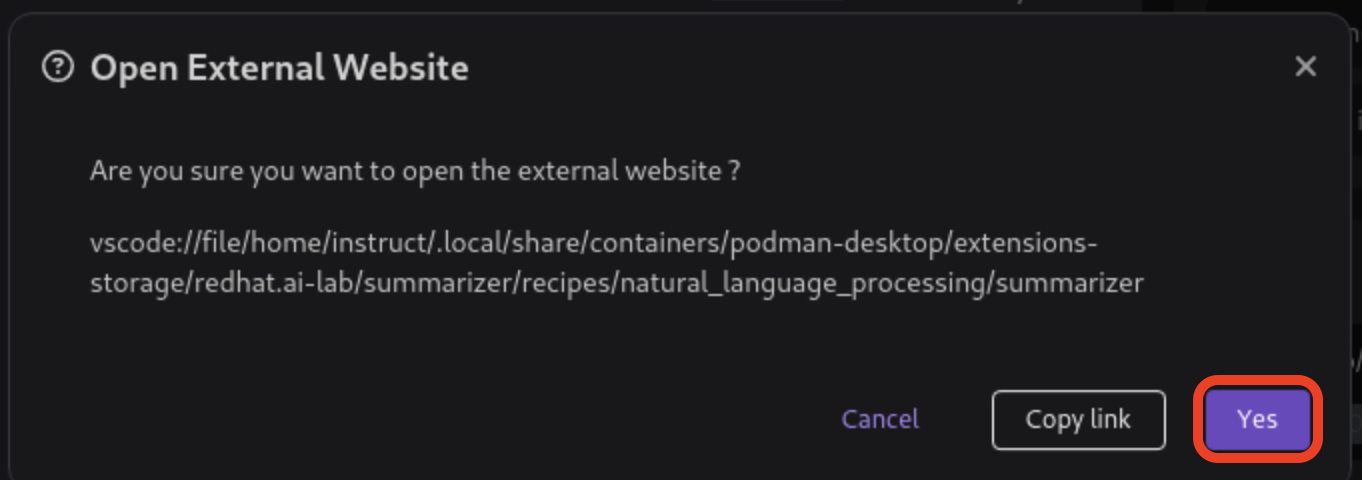 Open External Website
Are you sure you want to open the external website ?
vscode://file/home/instruct/.local/share/containers/podman-desktop/extensions-
storage/redhat.ai-lab/summarizer/recipes/natural_language_processing/summarizer
Cancel
Copy link
Yes